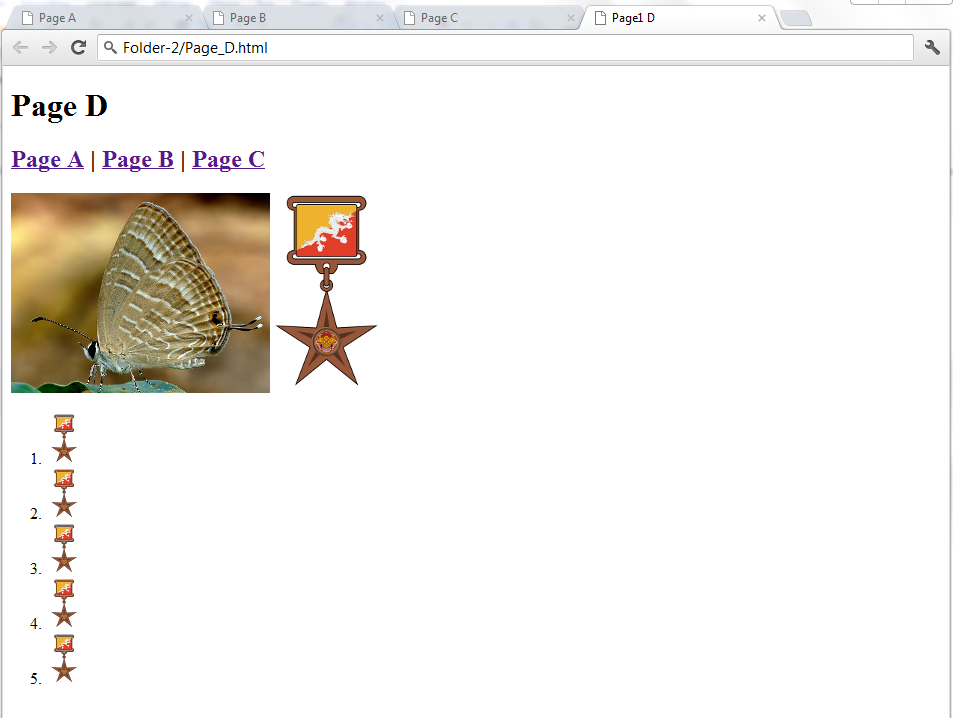 Page A Page B Page C Page1 D
Folder-2/Page_D.html
Page D
Page A | Page B | Page C
1.
2.
3.
4.
5.